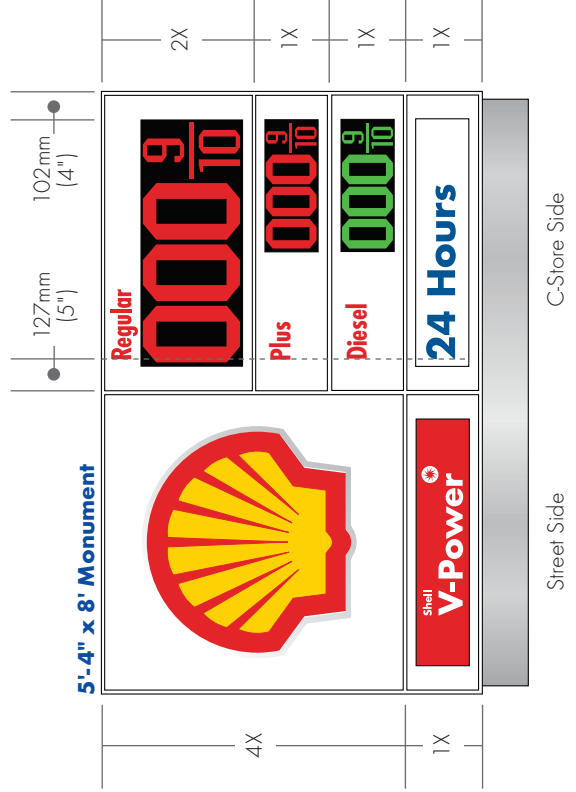 5'-4" x 8' Monument
127mm
(5")
102mm
(4")
4X
1X
2X
1X
1X
1X
Regular
000 9/10
Plus
000 9/10
Diesel
000 9/10
Shell
V-Power
24 Hours
Street Side
C-Store Side